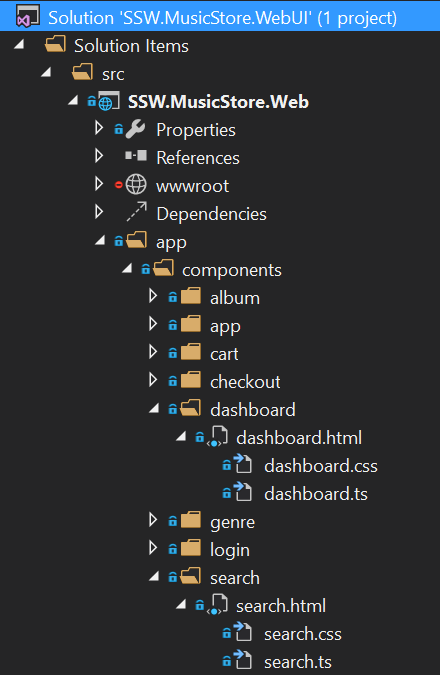 Solution 'SSW.MusicStore.WebUI' (1 project)
Solution Items
src
SSW.MusicStore.Web
Properties
References
wwwroot
Dependencies
app
components
album
app
cart
checkout
dashboard
dashboard.html
dashboard.css
dashboard.ts
genre
login
search
search.html
search.css
search.ts